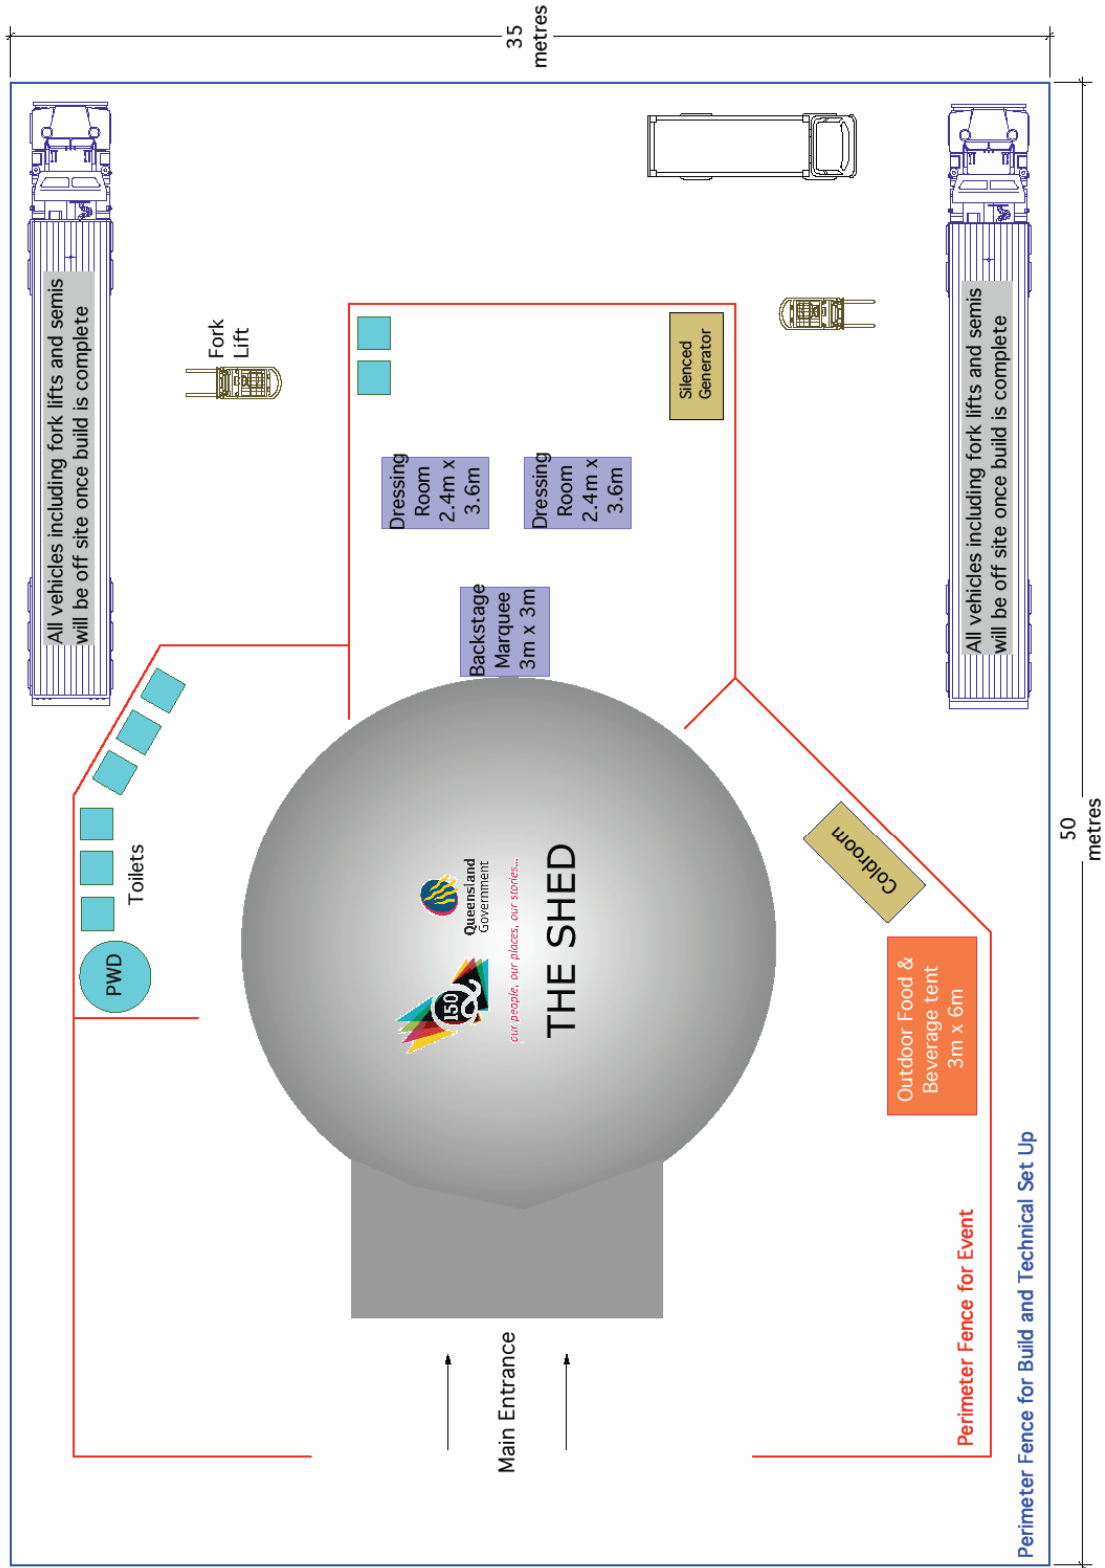 35
metres
All vehicles including fork lifts and semis
will be off site once build is complete
Fork
Lift
Silenced
Generator
Dressing
Room
2.4m x
3.6m
Dressing
Room
2.4m x
3.6m
Backstage
Marquee
3m x 3m
All vehicles including fork lifts and semis
will be off site once build is complete
Toilets
PWD
Q150
Queensland
Government
our people, our places, our stories...
THE SHED
Coldroom
Outdoor Food &
Beverage tent
3m x 6m
50
metres
Main Entrance
Perimeter Fence for Event
Perimeter Fence for Build and Technical Set Up